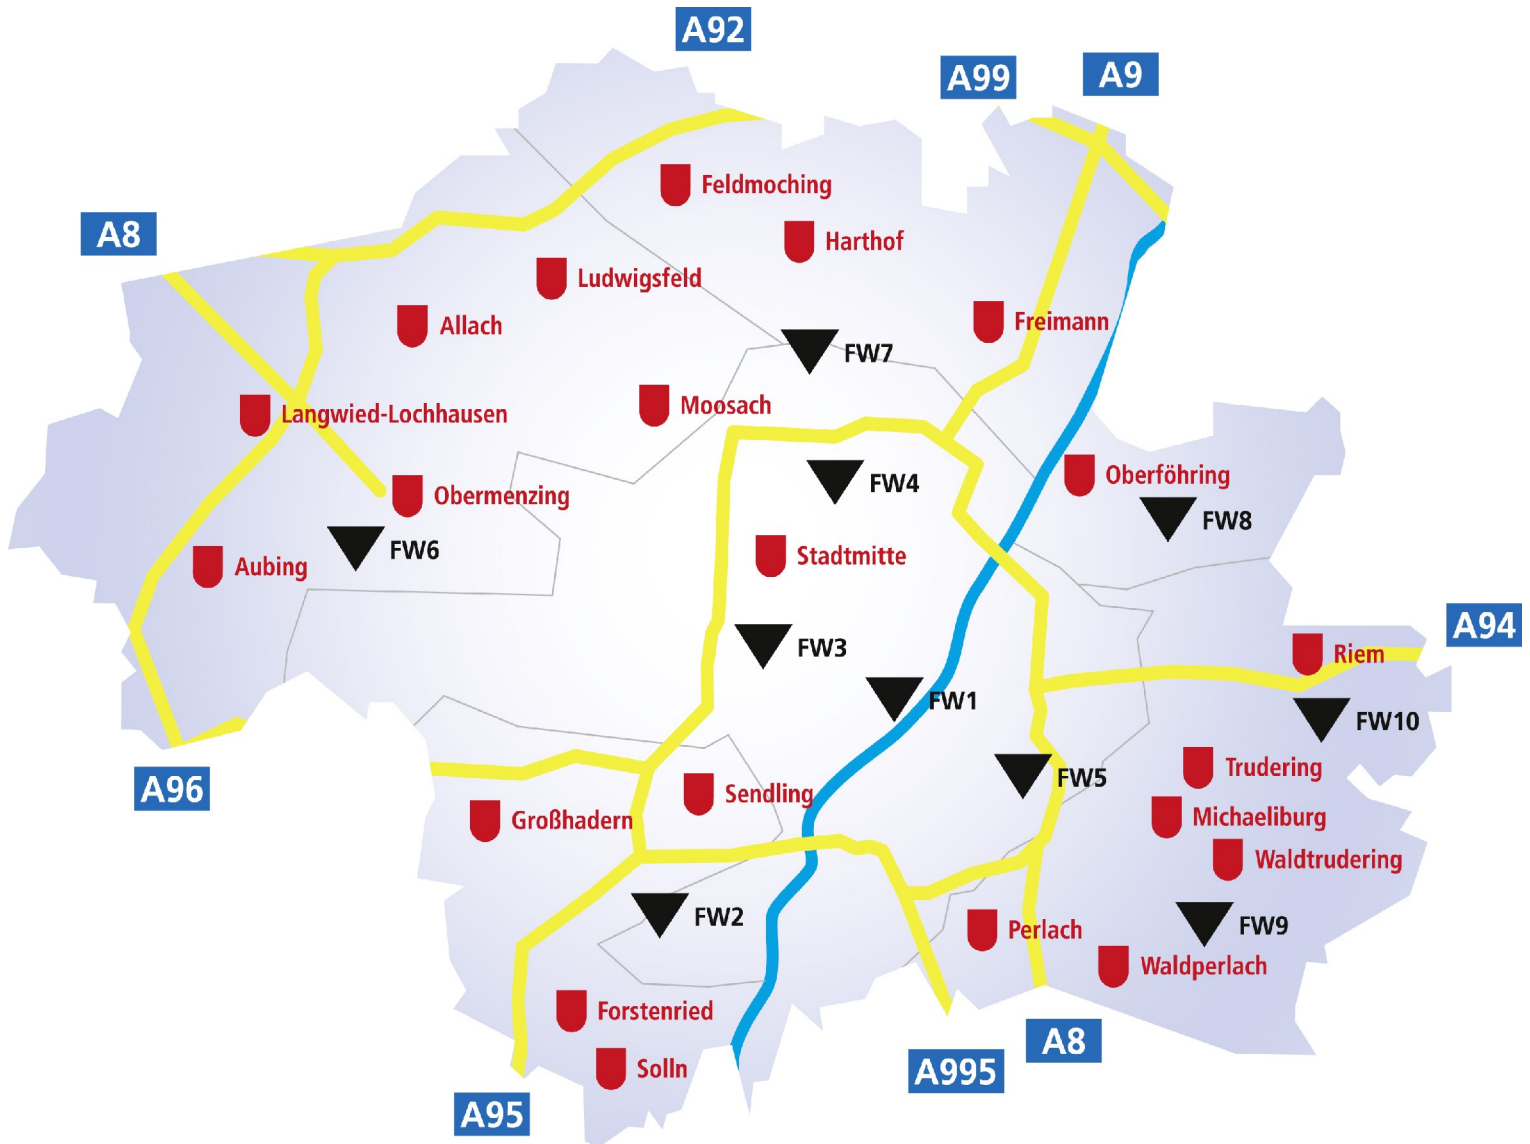 A92
A99
A9
Feldmoching
A8
Harthof
Ludwigsfeld
Allach
Freimann
FW7
Langwied-Lochhausen
Moosach
Obermenzing
FW4
Oberföhring
FW8
FW6
Aubing
Stadtmitte
A94
FW3
Riem
FW1
FW10
A96
FW5
Trudering
Großhadern
Sendling
Michaeliburg
Waldtrudering
FW2
Perlach
FW9
Waldperlach
Forstenried
A8
Solln
A995
A95